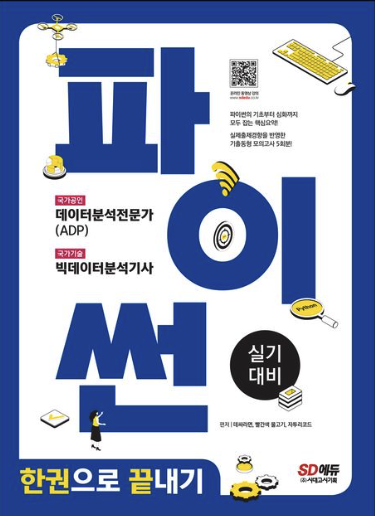 온라인 동영상 강의
www.sdedu.co.kr
파이썬의 기초부터 심화까지
모두 잡는 핵심요약!
실제출제경향을 반영한
기출동형 모의고사 5회분!
파이썬
국가공인
데이터분석전문가
(ADP)
국가기술
빅데이터분석기사
Python
실기
대비
편저 | 데싸라면, 빨간색 물고기, 자투리코드
한권으로 끝내기
SD에듀
(주)시대고시기획